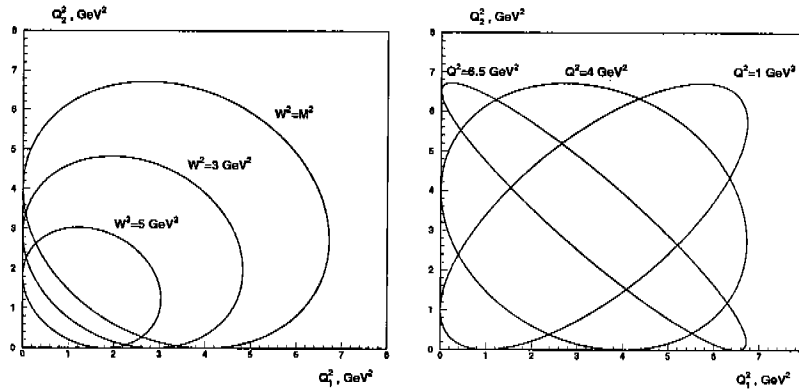 Q₂², GeV²
8
7
6
5
4
3
2
1
0
W²=M²
W²=3 GeV²
W²=5 GeV²
0 1 2 3 4 5 6 7 8
Q₁², GeV²
Q₂², GeV²
8
7
6
5
4
3
2
1
0
Q²=6.5 GeV²
Q²=4 GeV²
Q²=1 GeV²
0 1 2 3 4 5 6 7
Q₁², GeV²